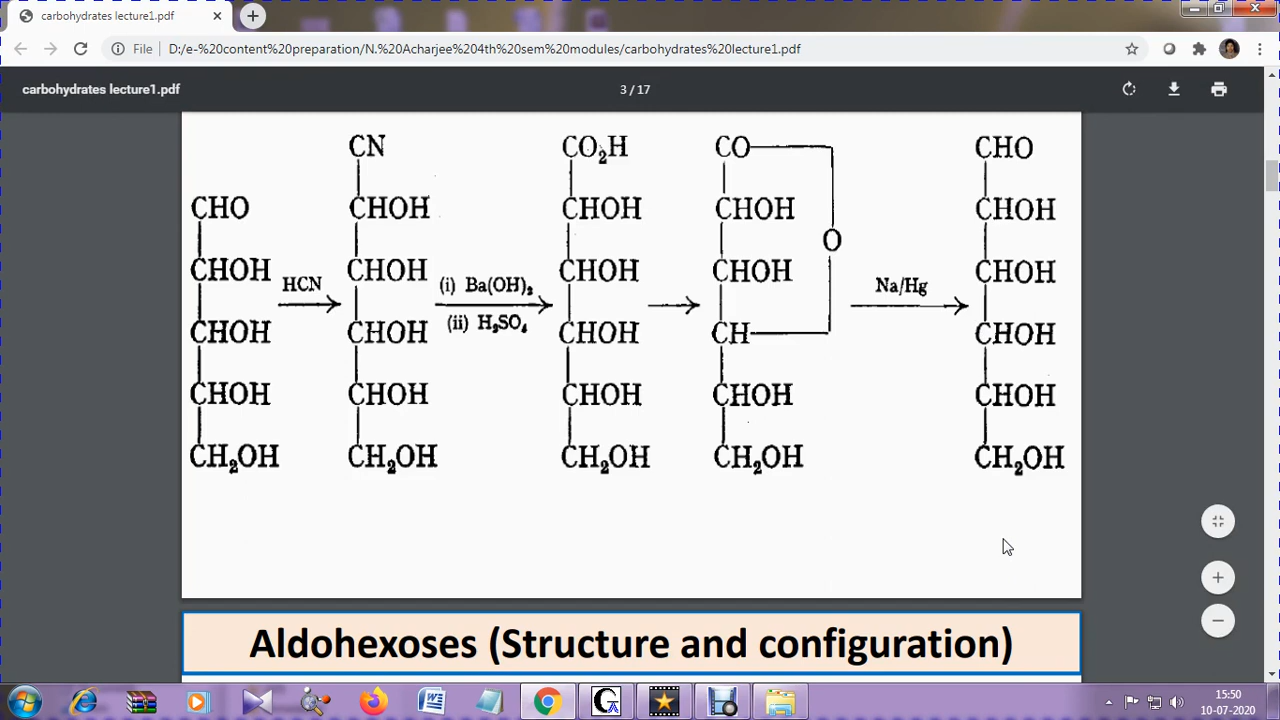 carbohydrates lecture1.pdf
File D:/e-%20content%20preparation/N.%20Acharjee%204th%20em%20modules/carbohydrates%20lecture1.pdf
carbohydrates lecture1.pdf
3 / 17
CN CO₂H CO CHO
CHO CHOH CHOH CHOH CHOH
O
CHOH CHOH CHOH CHOH CHOH
HCN (i) Ba(OH)₂ Na/Hg
(ii) H₂SO₄
CHOH CHOH CHOH CH CHOH
CHOH CHOH CHOH CHOH CHOH
CH₂OH CH₂OH CH₂OH CH₂OH CH₂OH
Aldohexoses (Structure and configuration)
15:50
10-07-2020